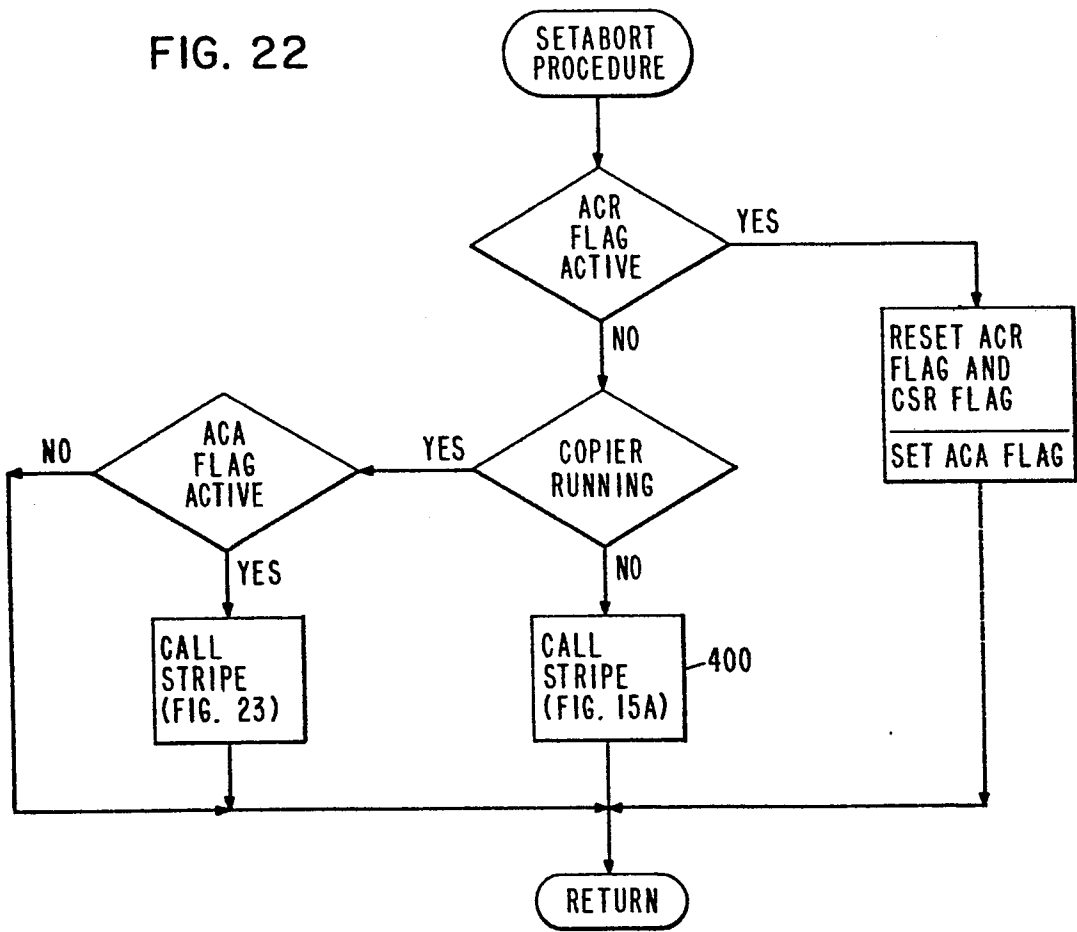 FIG. 22
SETABORT
PROCEDURE
ACR
FLAG
ACTIVE
YES
NO
RESET ACR
FLAG AND
CSR FLAG
SET ACA FLAG
COPIER
RUNNING
YES
NO
ACA
FLAG
ACTIVE
NO
YES
CALL
STRIPE
(FIG. 23)
CALL
STRIPE
(FIG. 15A)
400
RETURN